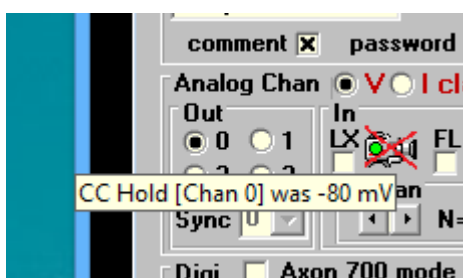 comment password
Analog Chan V I cl
Out In
0 1 LX FL
CC Hold [Chan 0] was -80 mV an
Sync 0 N=
Digi Axon 700 mode